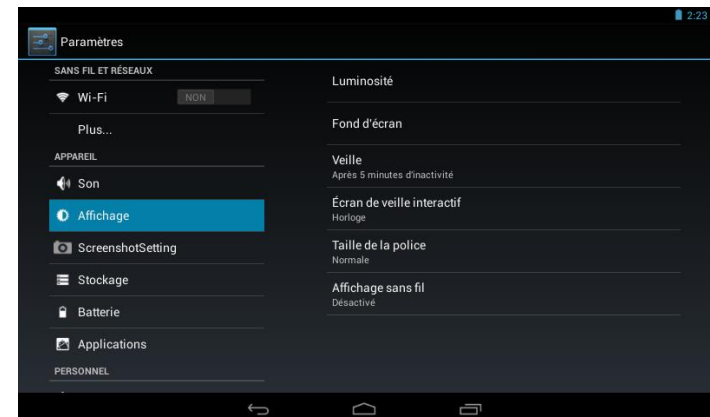 2:23
Paramètres
SANS FIL ET RÉSEAUX
Wi-Fi
NON
Plus...
APPAREIL
Son
Affichage
ScreenshotSetting
Stockage
Batterie
Applications
PERSONNEL
Luminosité
Fond d'écran
Veille
Après 5 minutes d'inactivité
Écran de veille interactif
Horloge
Taille de la police
Normale
Affichage sans fil
Désactivé